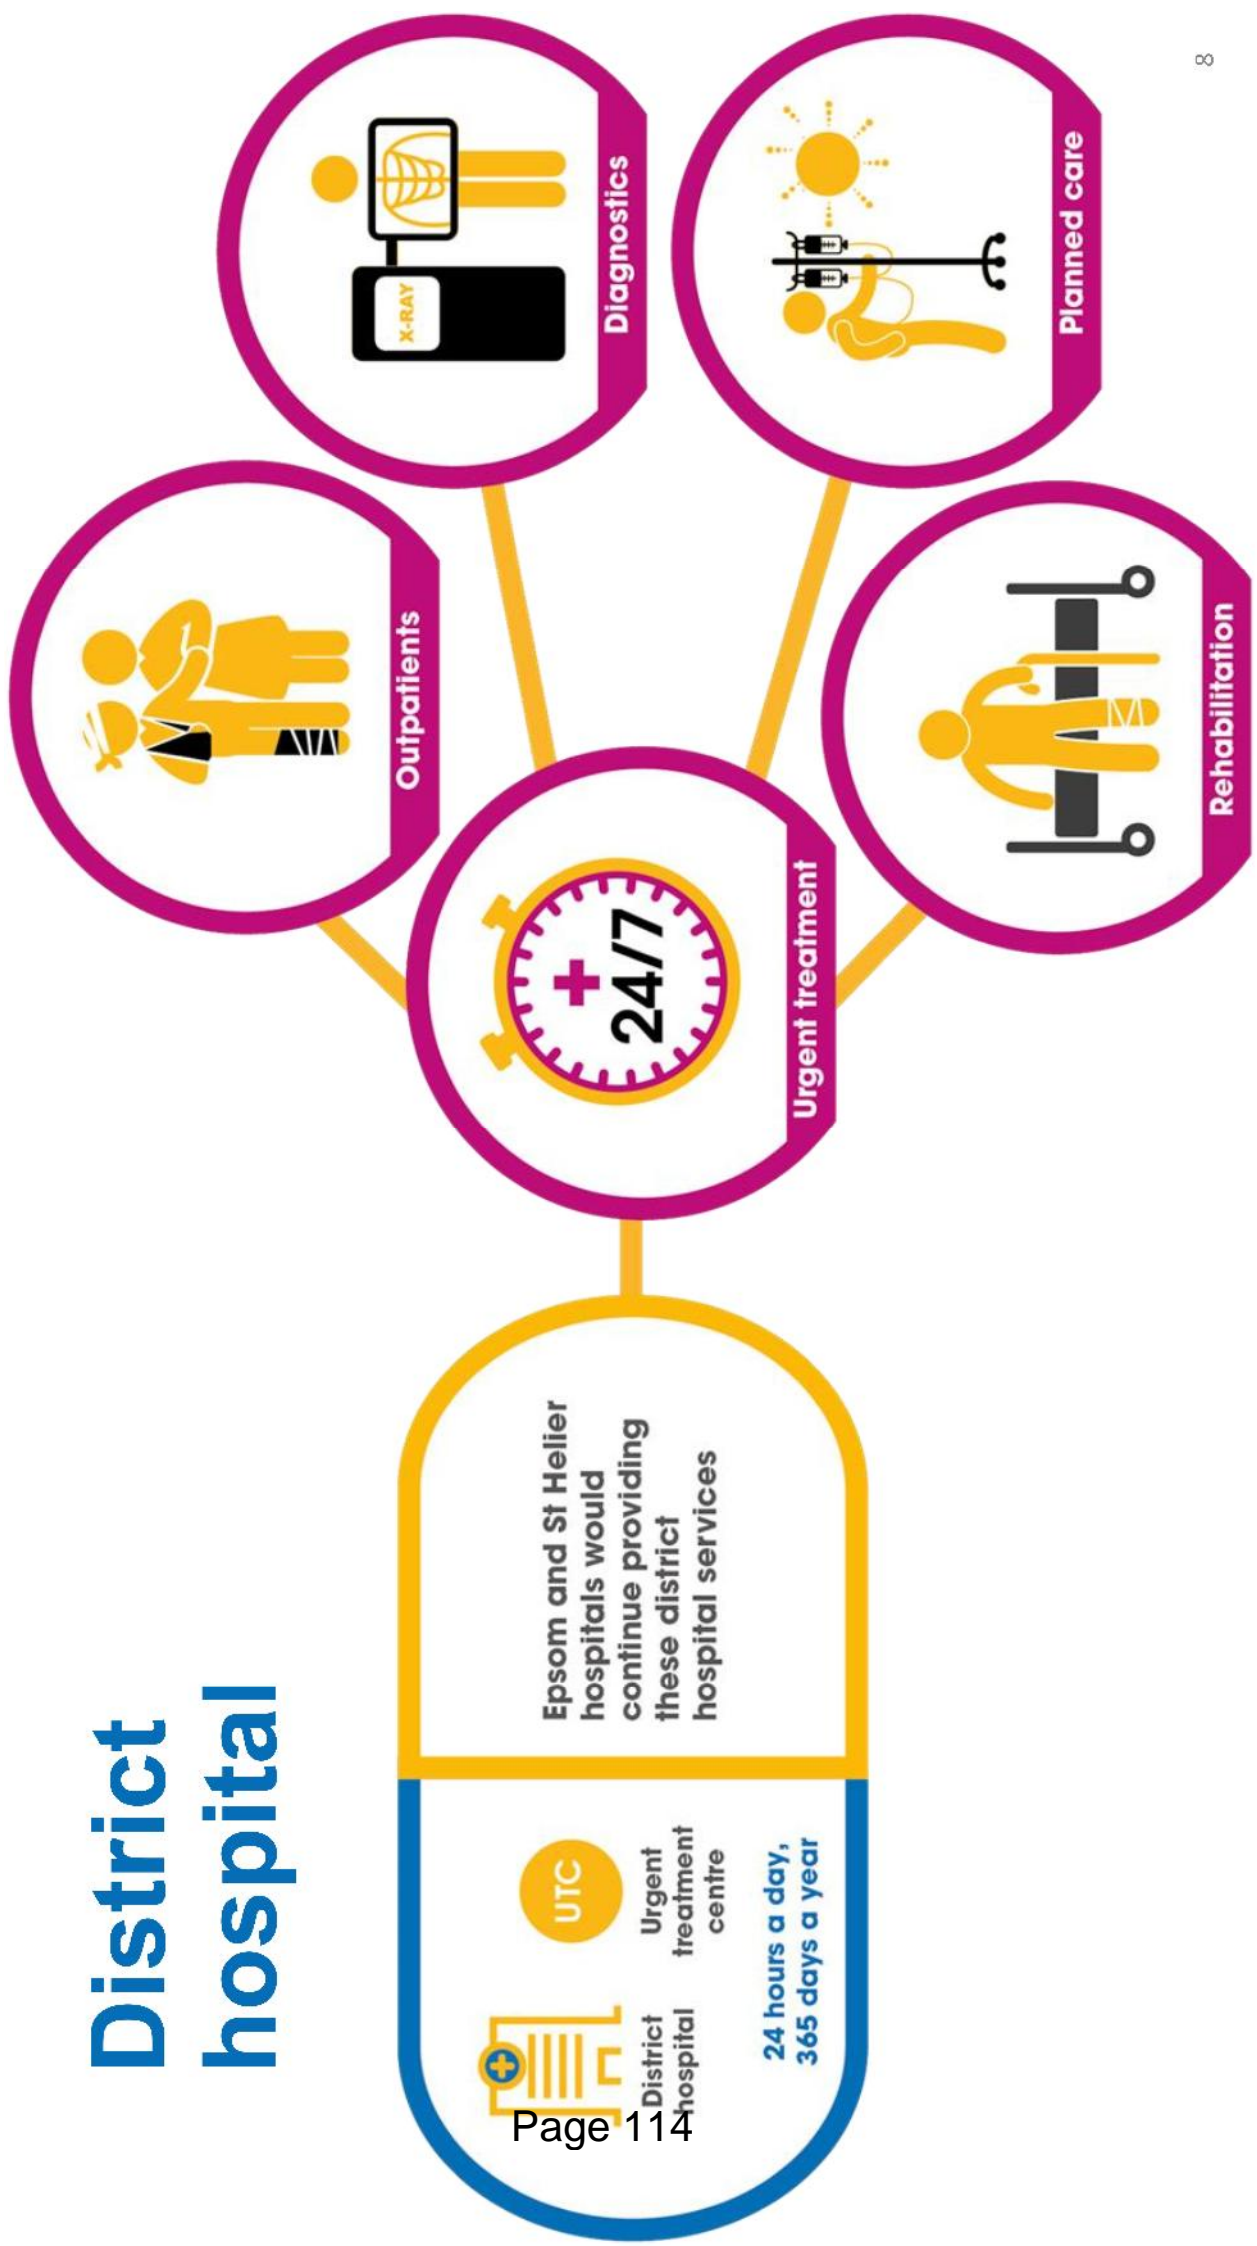 District
hospital
District
hospital
UTC
Urgent
treatment
centre
24 hours a day,
365 days a year
Epsom and St Helier
hospitals would
continue providing
these district
hospital services
+
24/7
Urgent treatment
Outpatients
X-RAY
Diagnostics
Planned care
Rehabilitation
8
Page 114